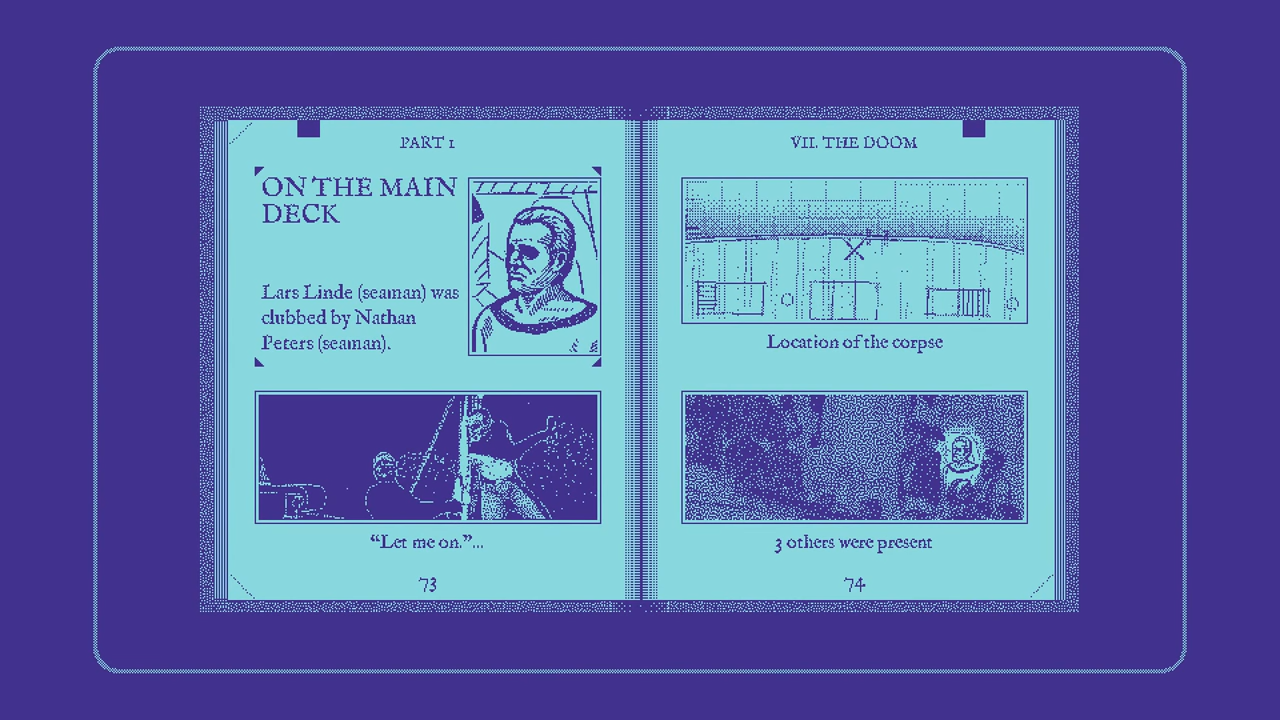 PART 1
ON THE MAIN
DECK
Lars Linde (seaman) was
clubbed by Nathan
Peters (seaman).
“Let me on.”...
73
VII. THE DOOM
Location of the corpse
3 others were present
74